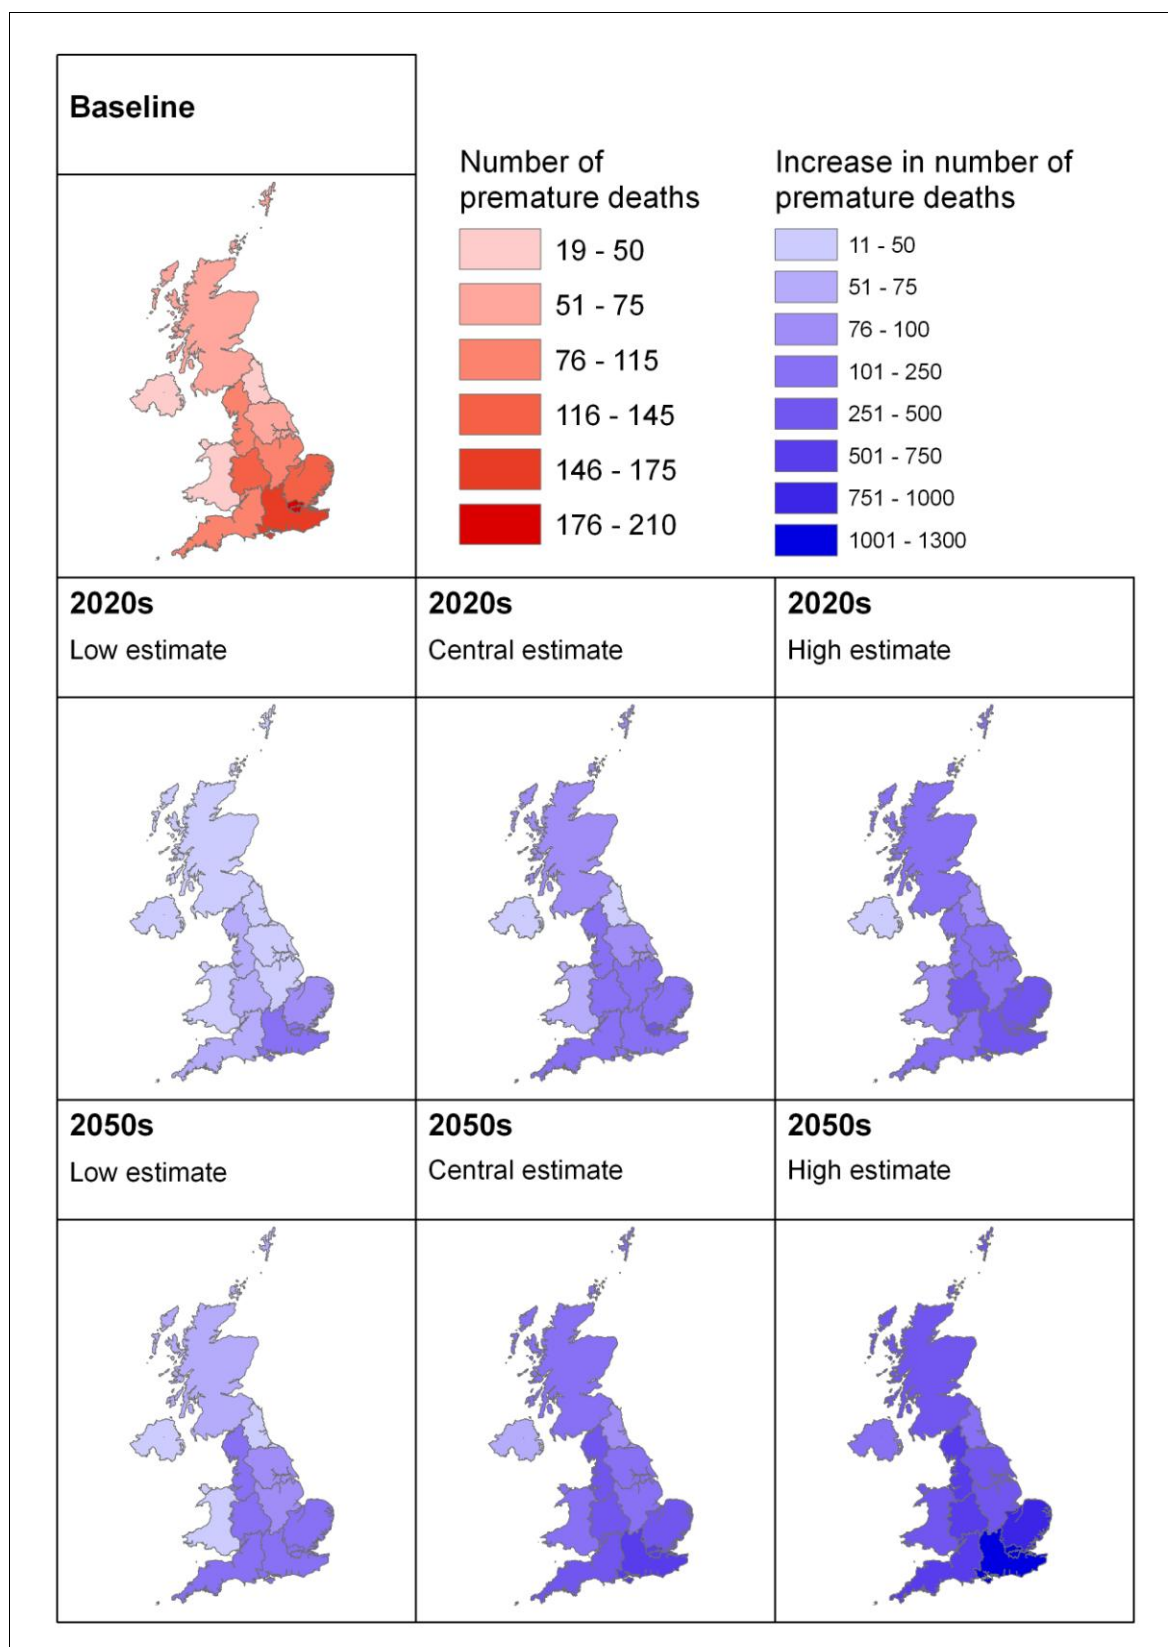 Baseline
Number of
premature deaths
19 - 50
51 - 75
76 - 115
116 - 145
146 - 175
176 - 210
Increase in number of
premature deaths
11 - 50
51 - 75
76 - 100
101 - 250
251 - 500
501 - 750
751 - 1000
1001 - 1300
2020s
Low estimate
2020s
Central estimate
2020s
High estimate
2050s
Low estimate
2050s
Central estimate
2050s
High estimate